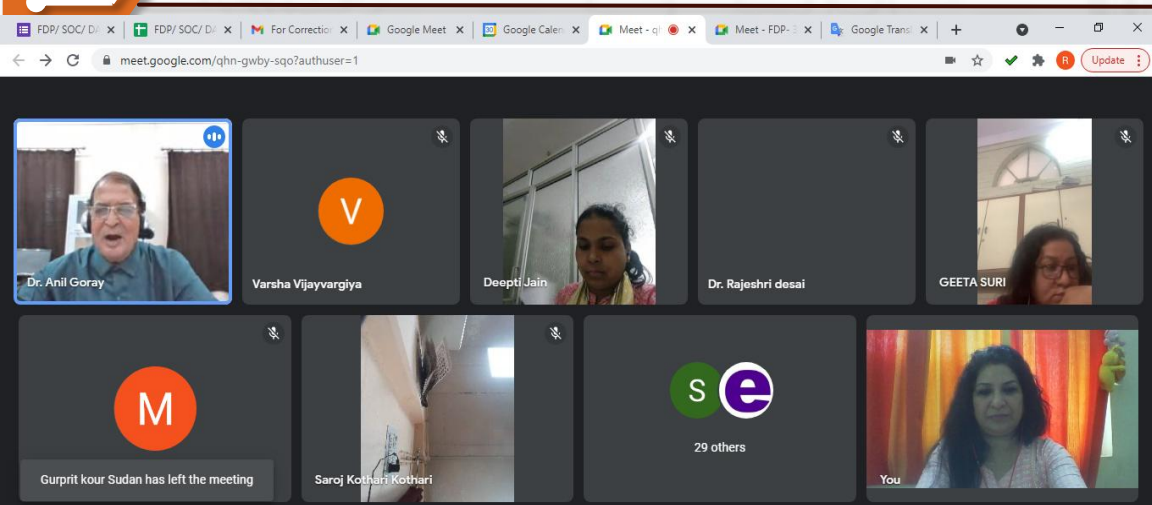 FDP/ SOC/ D
FDP/ SOC/ DA
For Correction
Google Meet
Google Calen
Meet - q
Meet - FDP-
Google Transl
meet.google.com/qhn-gwby-sqo?authuser=1
R
Update
Dr. Anil Goray
V
Varsha Vijayvargiya
Deepti Jain
Dr. Rajeshri desai
GEETA SURI
M
Gurprit kour Sudan has left the meeting
Saroj Kothari Kothari
S e
29 others
You